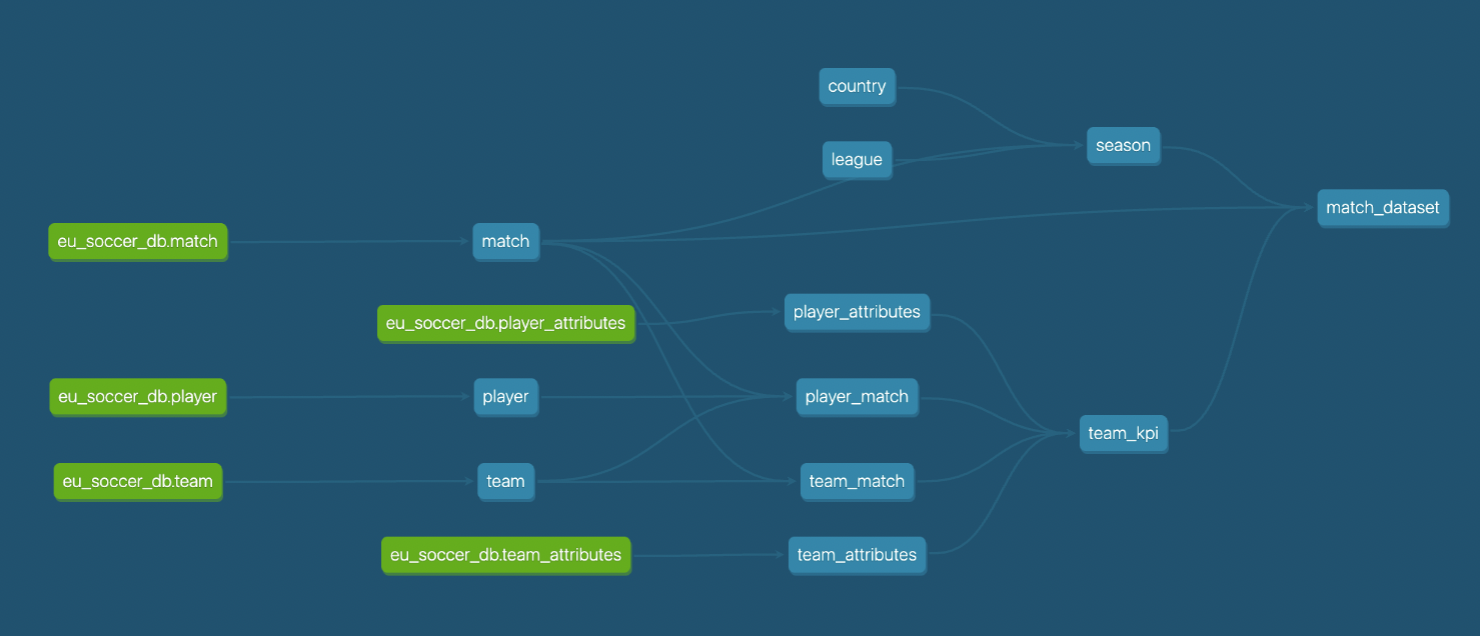 country
league
season
match_dataset
eu_soccer_db.match
match
eu_soccer_db.player_attributes
player_attributes
eu_soccer_db.player
player
player_match
team_kpi
eu_soccer_db.team
team
team_match
eu_soccer_db.team_attributes
team_attributes